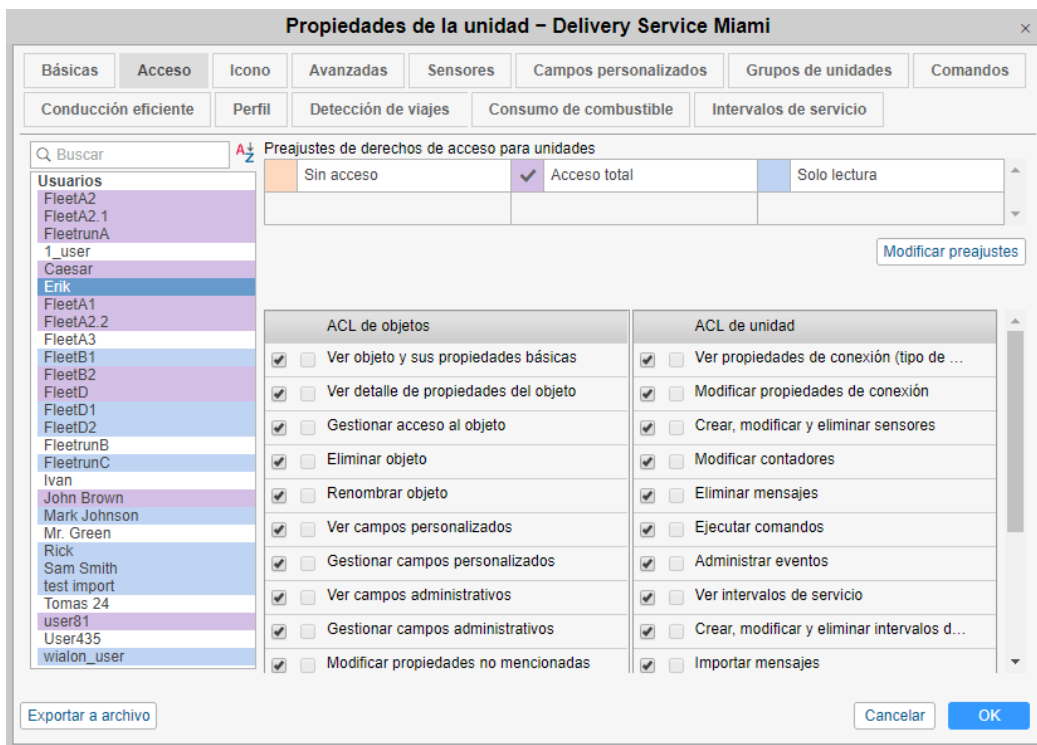 Propiedades de la unidad – Delivery Service Miami ×
Básicas Acceso Icono Avanzadas Sensores Campos personalizados Grupos de unidades Comandos
Conducción eficiente Perfil Detección de viajes Consumo de combustible Intervalos de servicio
Buscar
Usuarios
FleetA2
FleetA2.1
FleetrunA
1_user
Caesar
Erik
FleetA1
FleetA2.2
FleetA3
FleetB1
FleetB2
FleetD
FleetD1
FleetD2
FleetrunB
FleetrunC
Ivan
John Brown
Mark Johnson
Mr. Green
Rick
Sam Smith
test import
Tomas 24
user81
User435
wialon_user
AZ
Preajustes de derechos de acceso para unidades
Sin acceso Acceso total Solo lectura
Modificar preajustes
ACL de objetos
Ver objeto y sus propiedades básicas
Ver detalle de propiedades del objeto
Gestionar acceso al objeto
Eliminar objeto
Renombrar objeto
Ver campos personalizados
Gestionar campos personalizados
Ver campos administrativos
Gestionar campos administrativos
Modificar propiedades no mencionadas
ACL de unidad
Ver propiedades de conexión (tipo de ...
Modificar propiedades de conexión
Crear, modificar y eliminar sensores
Modificar contadores
Eliminar mensajes
Ejecutar comandos
Administrar eventos
Ver intervalos de servicio
Crear, modificar y eliminar intervalos d...
Importar mensajes
Exportar a archivo Cancelar OK